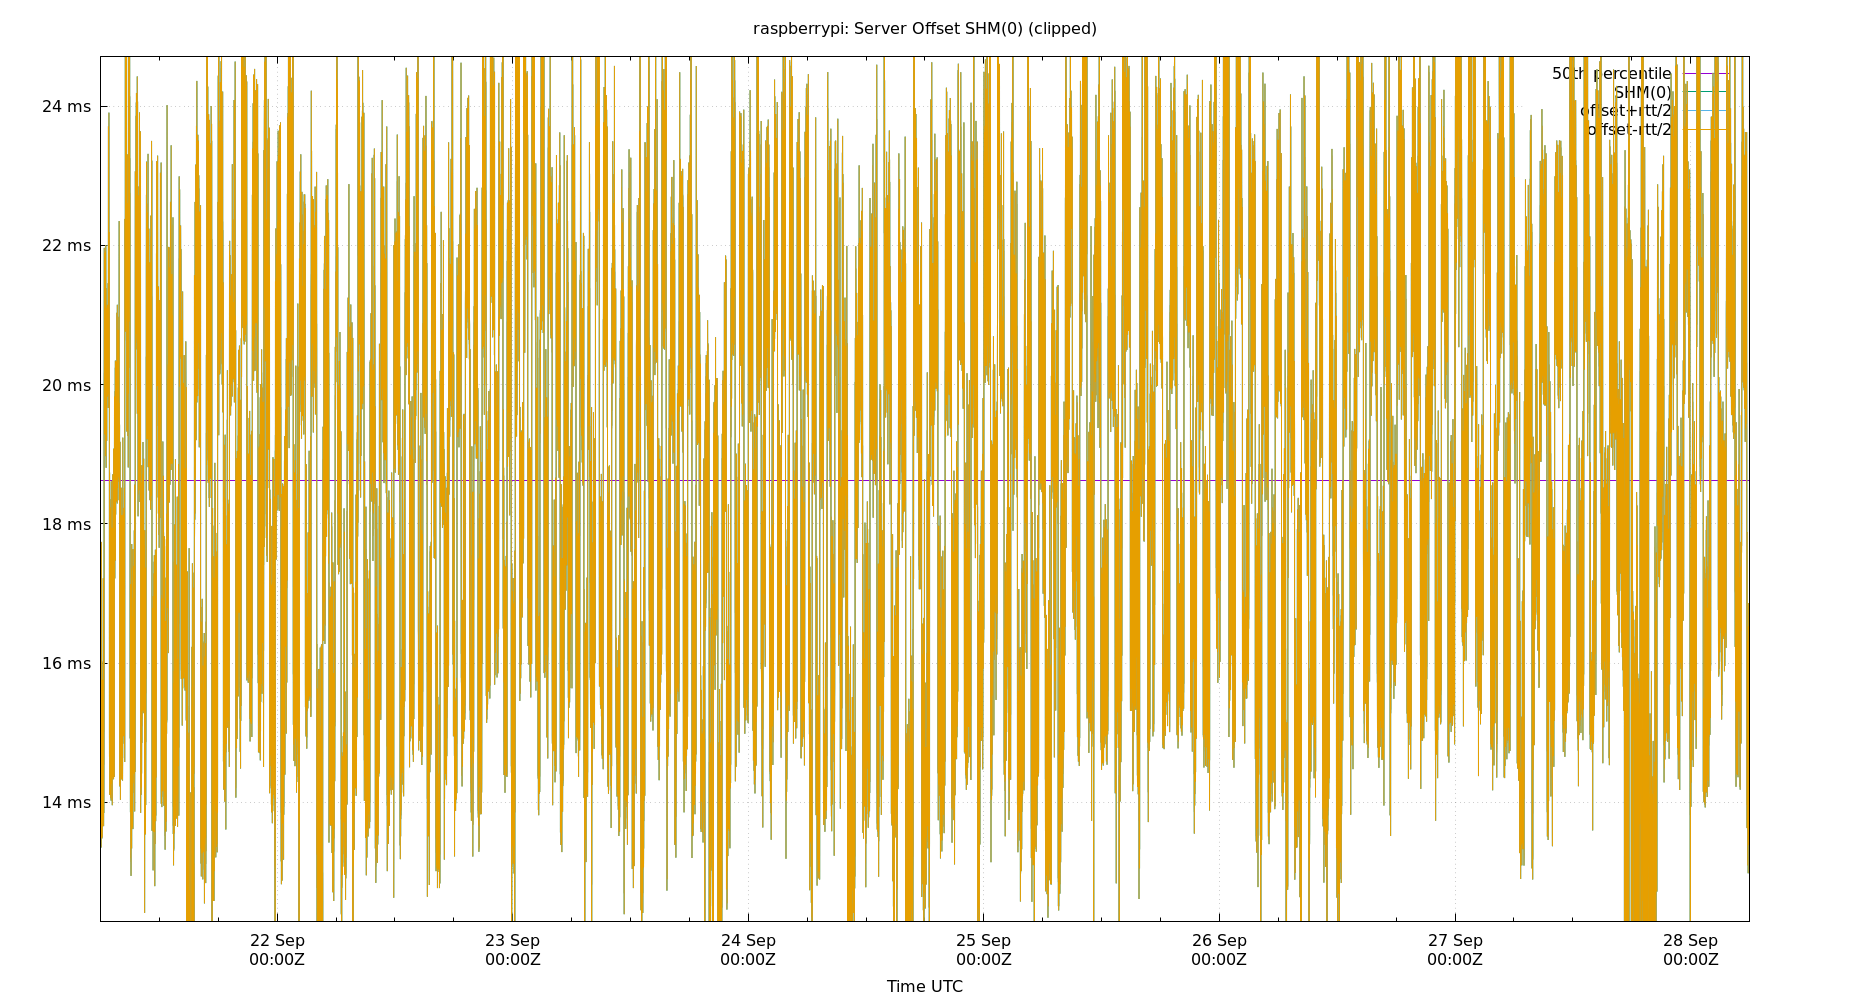 raspberrypi: Server Offset SHM(0) (clipped)
50th percentile
SHM(0)
offset+rtt/2
offset-rtt/2
24 ms
22 ms
20 ms
18 ms
16 ms
14 ms
22 Sep 23 Sep 24 Sep 25 Sep 26 Sep 27 Sep 28 Sep
00:00Z 00:00Z 00:00Z 00:00Z 00:00Z 00:00Z 00:00Z
Time UTC